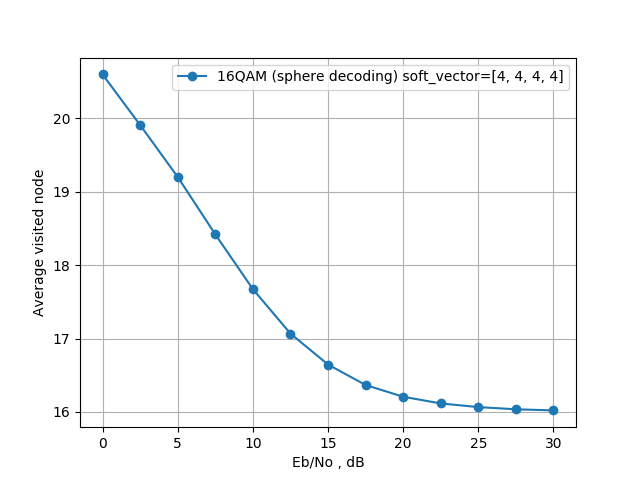 16QAM (sphere decoding) soft_vector=[4, 4, 4, 4]
Average visited node
20
19
18
17
16
0 5 10 15 20 25 30
Eb/No , dB